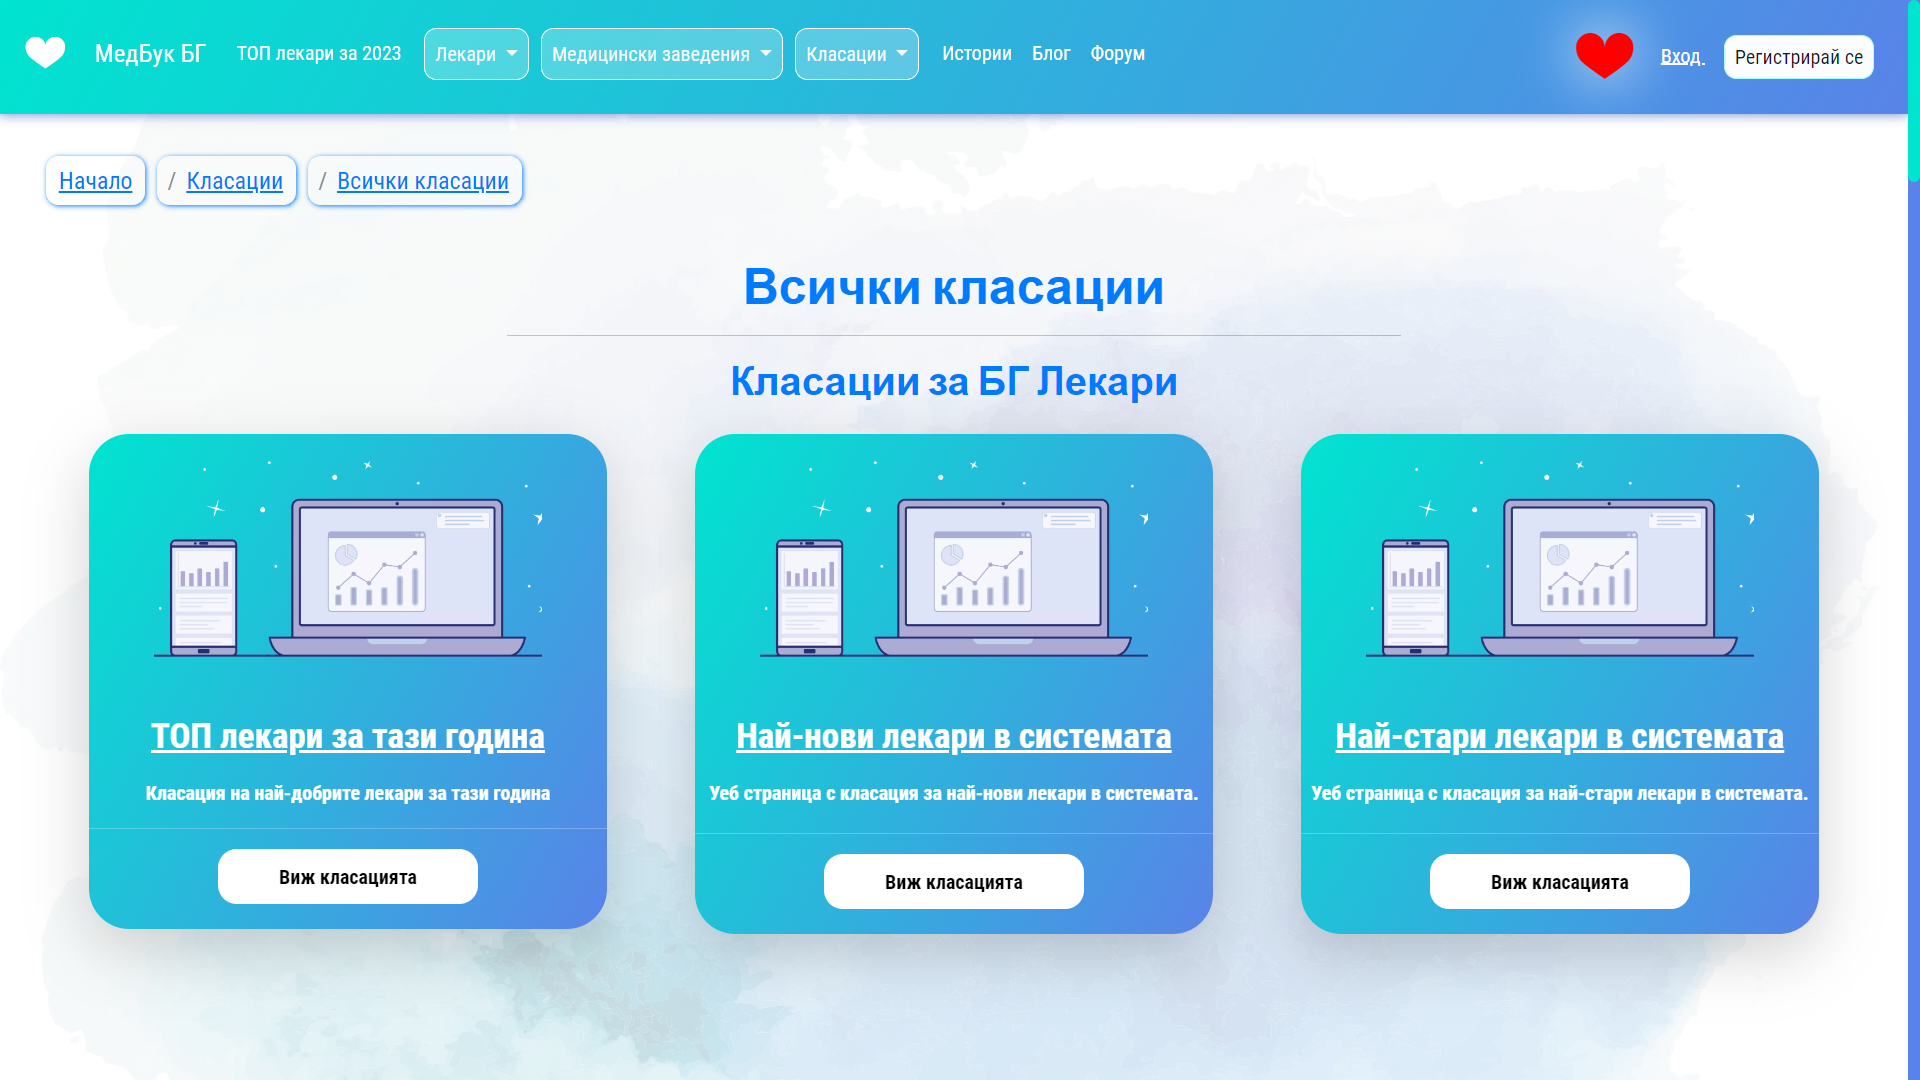 МедБук БГ ТОП лекари за 2023 Лекари Медицински заведения Класации Истории Блог Форум Вход Регистрирай се
Начало / Класации / Всички класации
Всички класации
Класации за БГ Лекари
ТОП лекари за тази година
Класация на най-добрите лекари за тази година
Виж класацията
Най-нови лекари в системата
Уеб страница с класация за най-нови лекари в системата.
Виж класацията
Най-стари лекари в системата
Уеб страница с класация за най-стари лекари в системата.
Виж класацията